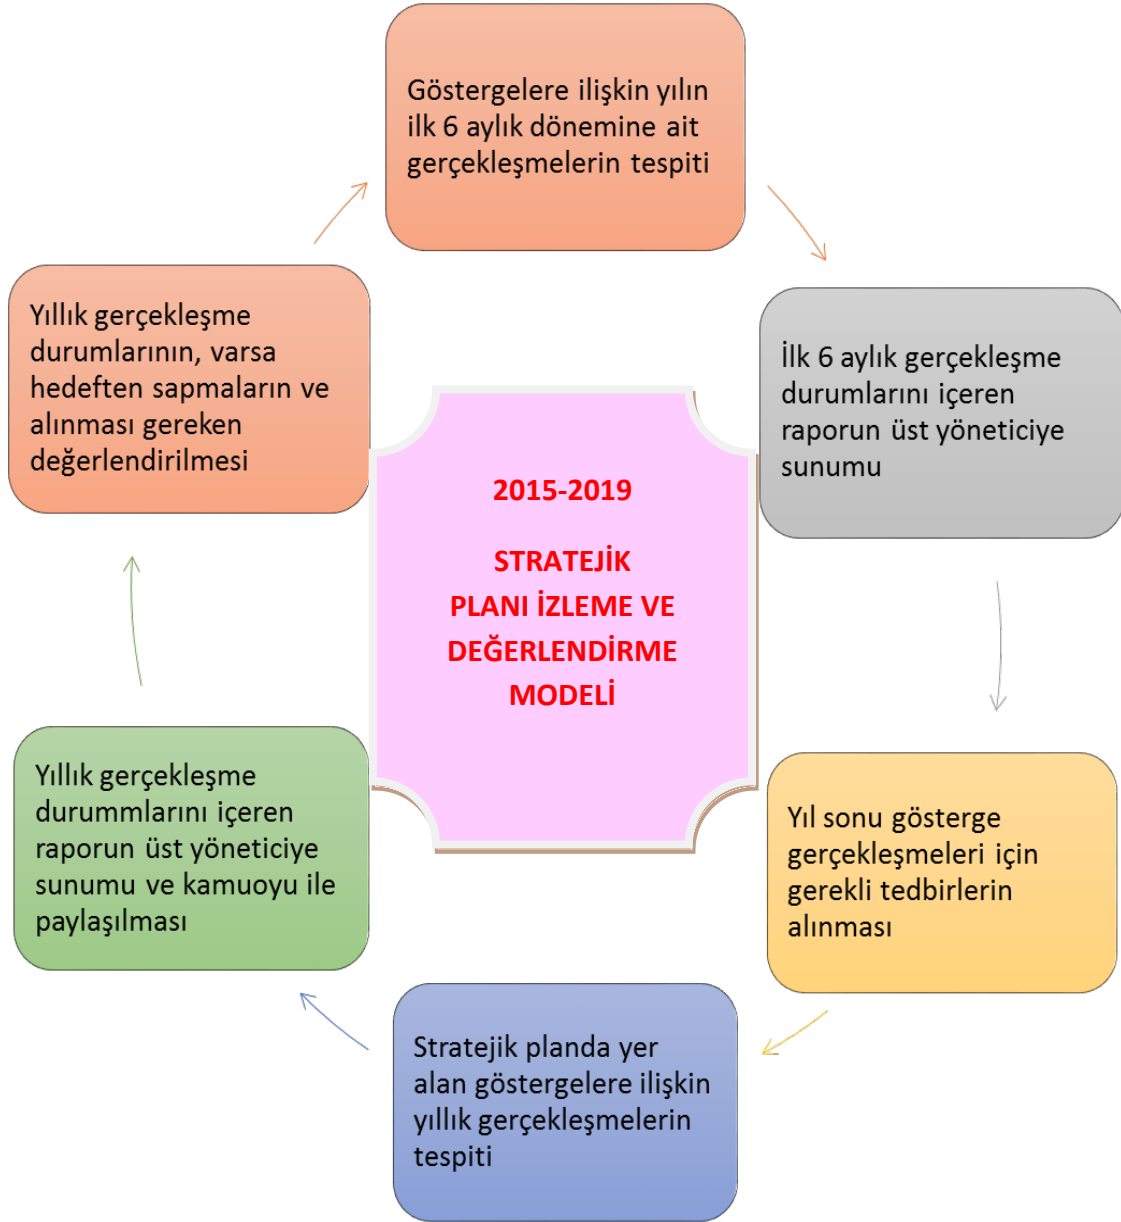 Göstergelere ilişkin yılın
ilk 6 aylık dönemine ait
gerçekleşmelerin tespiti
İlk 6 aylık gerçekleşme
durumlarını içeren
raporun üst yöneticiye
sunumu
Yıl sonu gösterge
gerçekleşmeleri için
gerekli tedbirlerin
alınması
Stratejik planda yer
alan göstergelere ilişkin
yıllık gerçekleşmelerin
tespiti
Yıllık gerçekleşme
durummlarını içeren
raporun üst yöneticiye
sunumu ve kamuoyu ile
paylaşılması
Yıllık gerçekleşme
durumlarının, varsa
hedeften sapmaların ve
alınması gereken
değerlendirilmesi
2015-2019
STRATEJİK
PLANI İZLEME VE
DEĞERLENDİRME
MODELİ